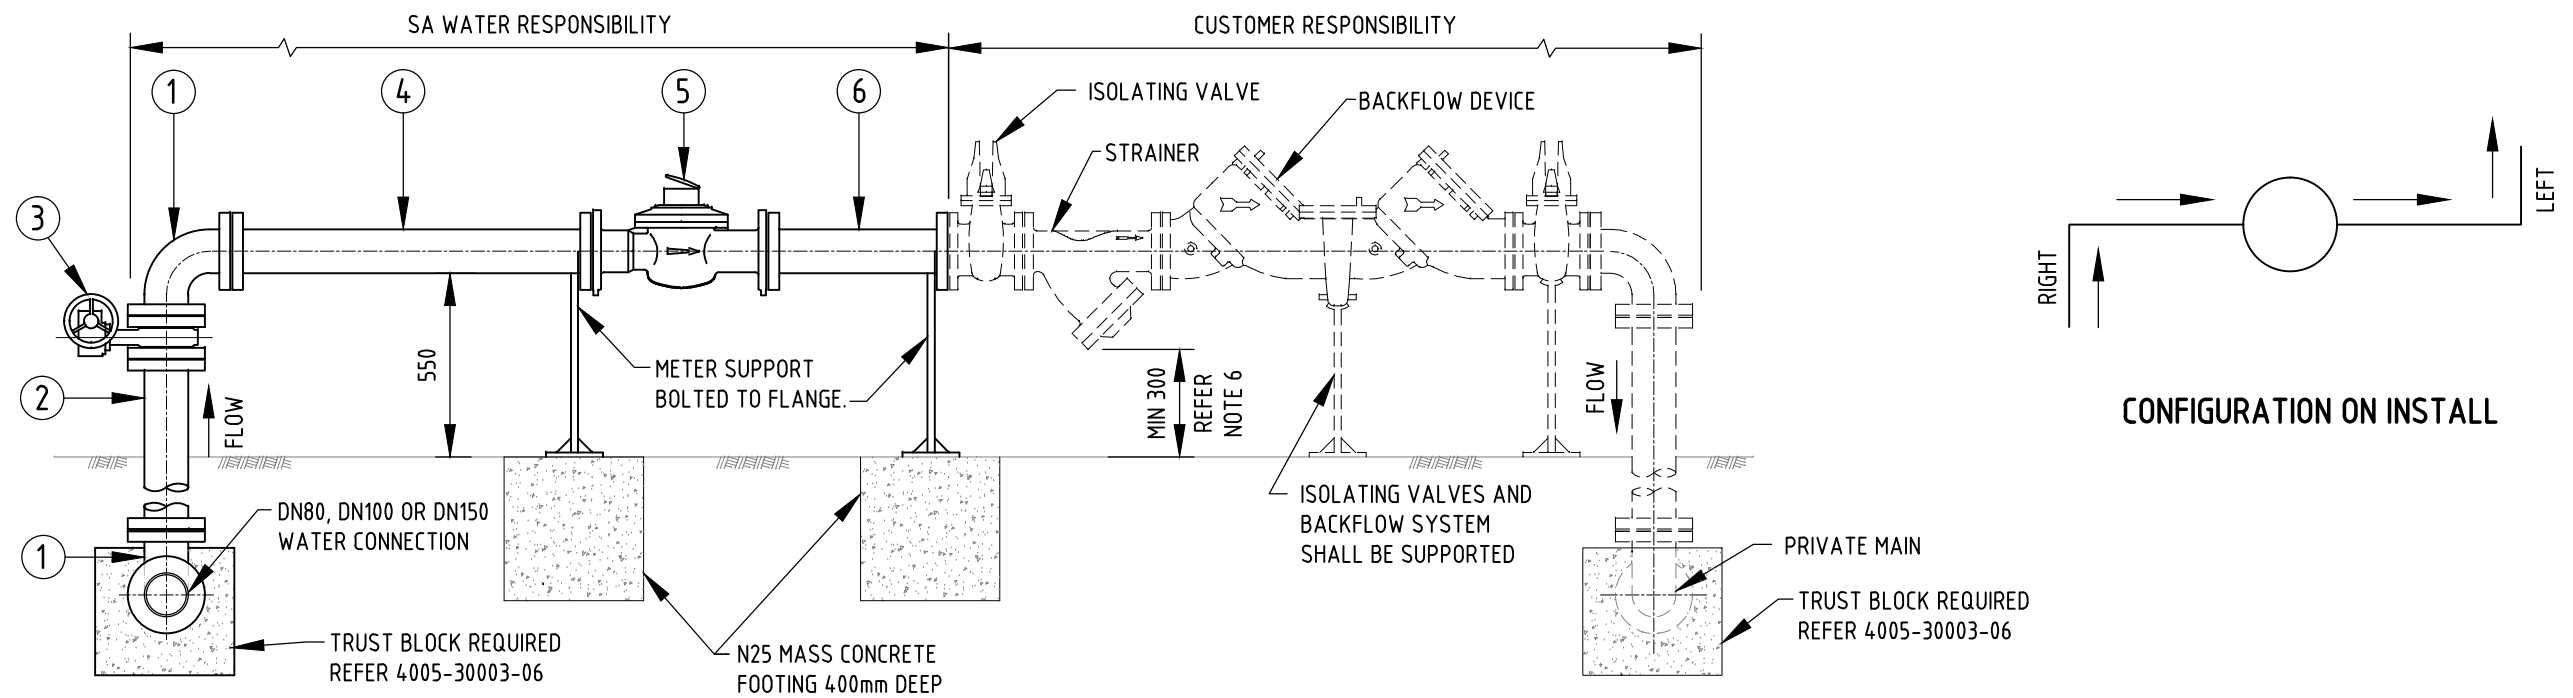 SA WATER RESPONSIBILITY
CUSTOMER RESPONSIBILITY
1
4
5
6
ISOLATING VALVE
BACKFLOW DEVICE
STRAINER
3
2
FLOW
550
METER SUPPORT
BOLTED TO FLANGE.
MIN 300
REFER
NOTE 6
FLOW
RIGHT
LEFT
CONFIGURATION ON INSTALL
1
DN80, DN100 OR DN150
WATER CONNECTION
ISOLATING VALVES AND
BACKFLOW SYSTEM
SHALL BE SUPPORTED
PRIVATE MAIN
TRUST BLOCK REQUIRED
REFER 4005-30003-06
TRUST BLOCK REQUIRED
REFER 4005-30003-06
N25 MASS CONCRETE
FOOTING 400mm DEEP